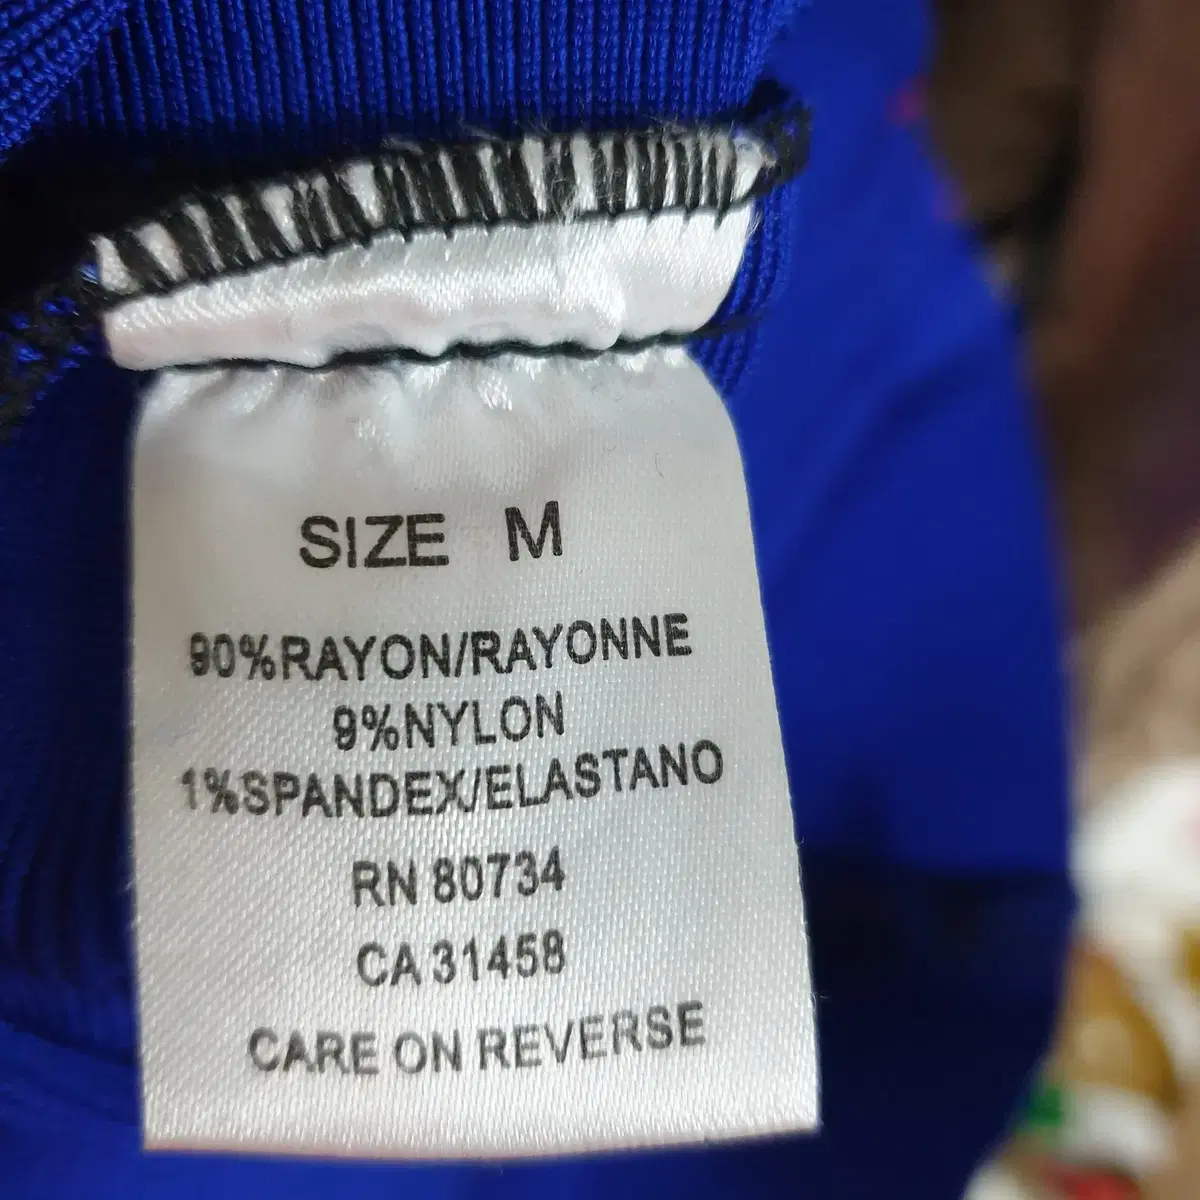 SIZE M
90%RAYON/RAYONNE
9%NYLON
1%SPANDEX/ELASTANO
RN 80734
CA 31458
CARE ON REVERSE